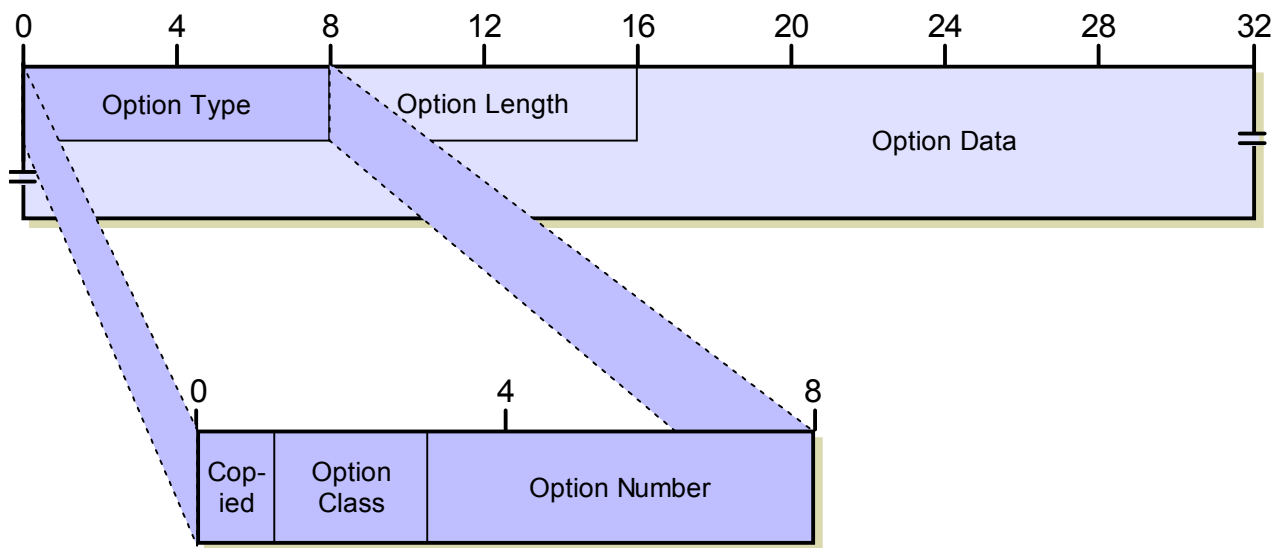 0 4 8 12 16 20 24 28 32
Option Type
Option Length
Option Data
0 4 8
Cop-
ied
Option
Class
Option Number